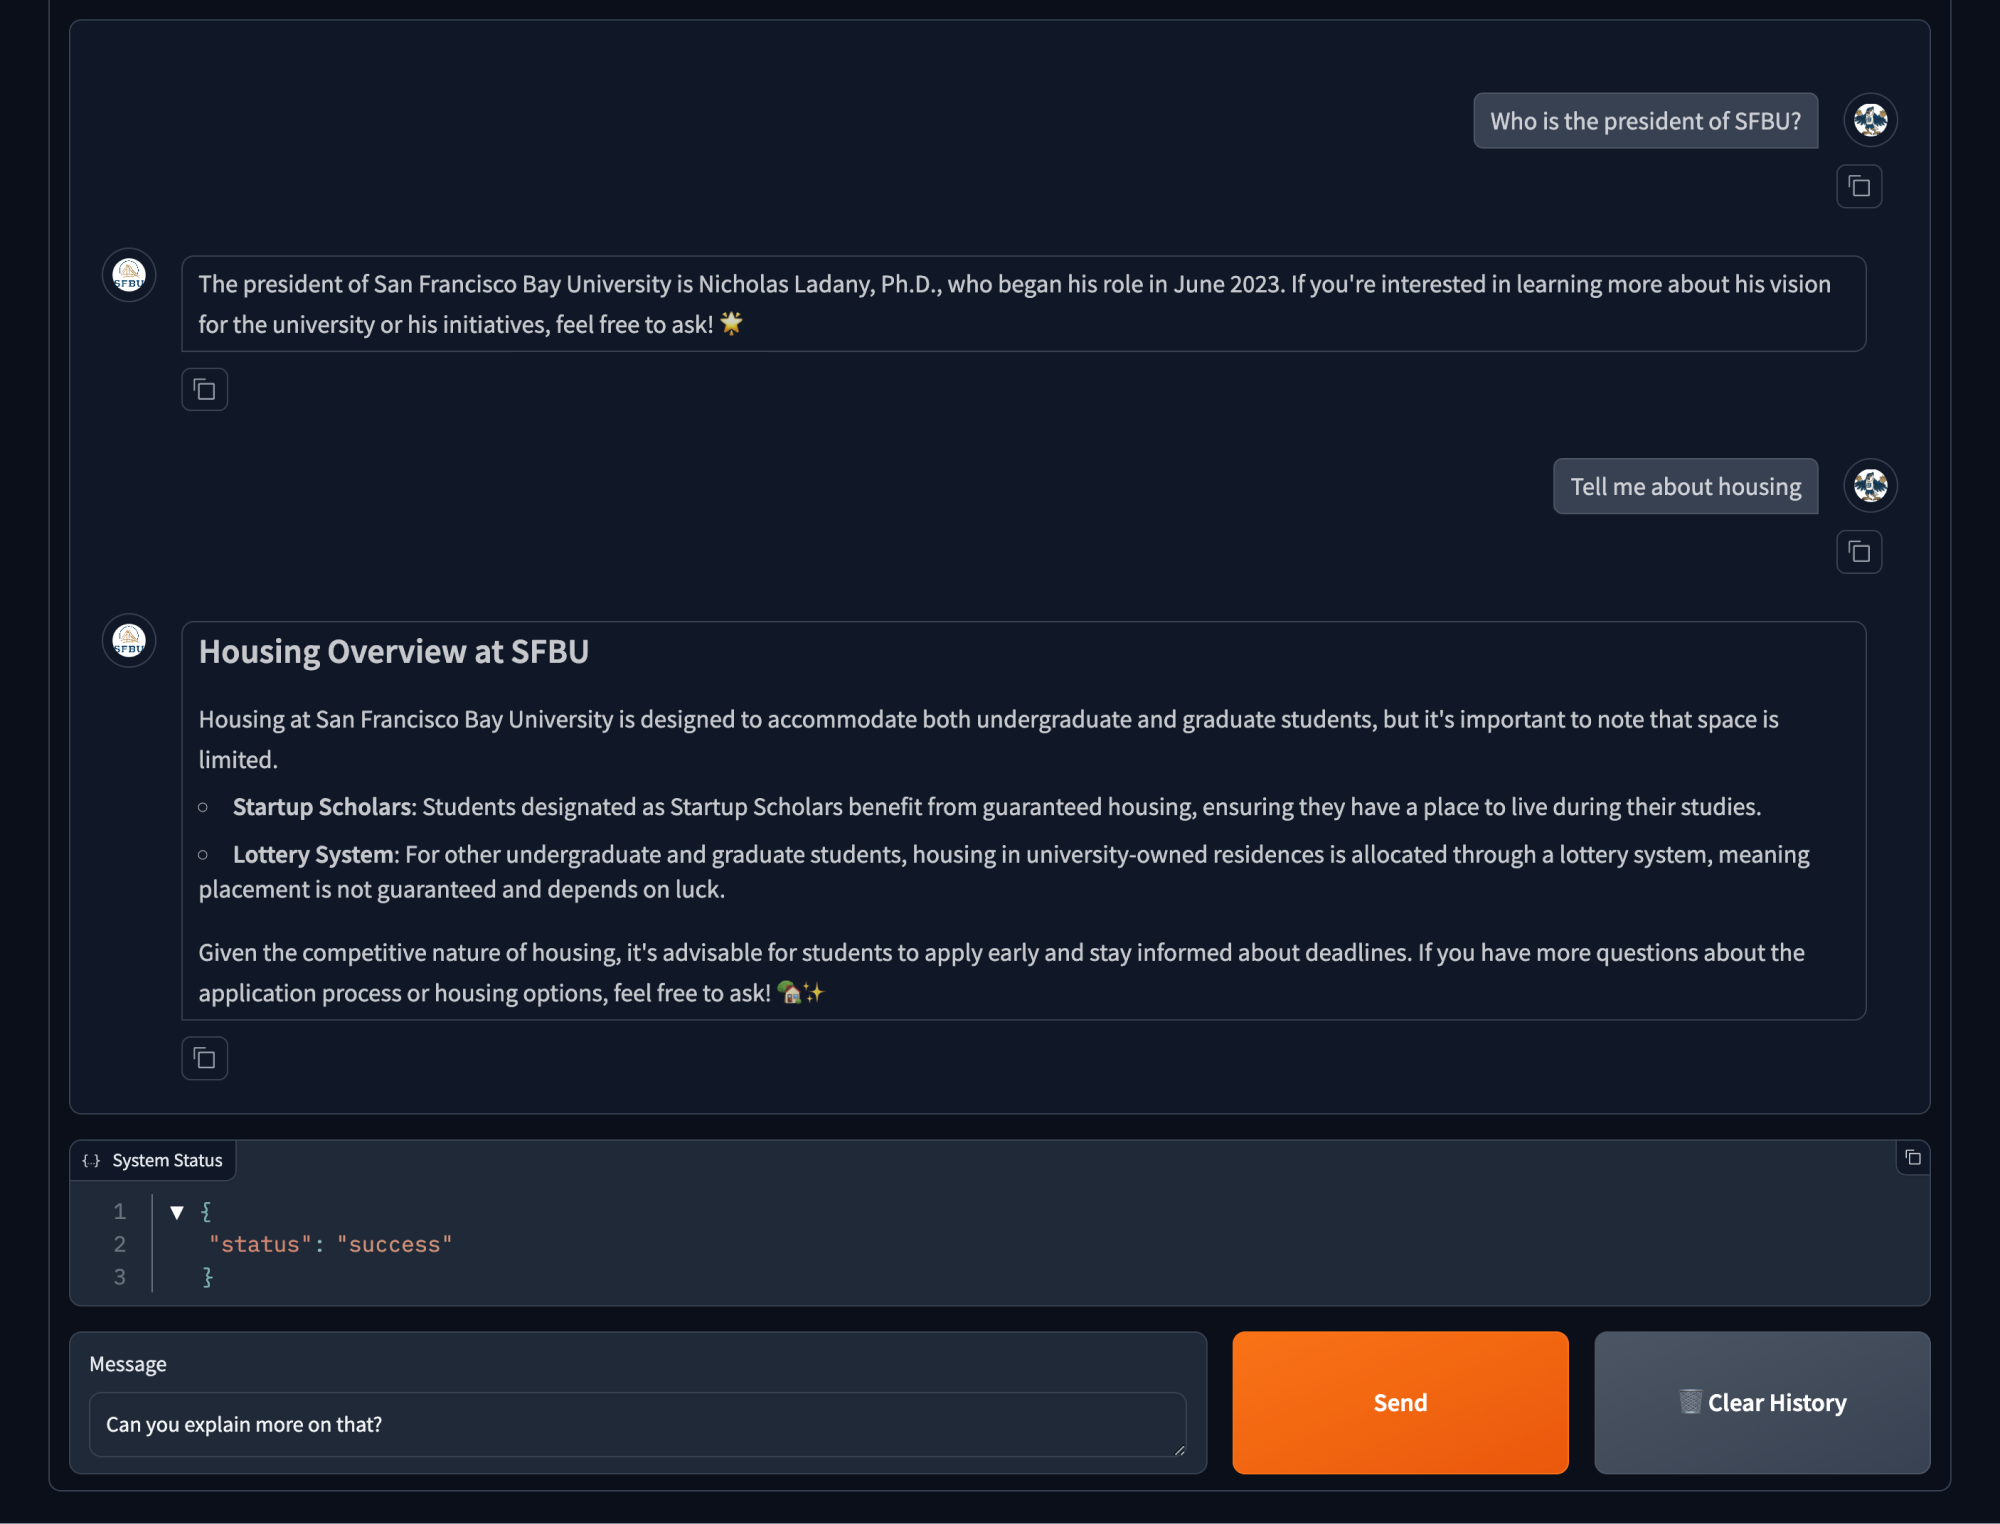 Who is the president of SFBU?
SFBU
The president of San Francisco Bay University is Nicholas Ladany, Ph.D., who began his role in June 2023. If you're interested in learning more about his vision
for the university or his initiatives, feel free to ask! 🌟
Tell me about housing
SFBU
Housing Overview at SFBU
Housing at San Francisco Bay University is designed to accommodate both undergraduate and graduate students, but it's important to note that space is
limited.
○ Startup Scholars: Students designated as Startup Scholars benefit from guaranteed housing, ensuring they have a place to live during their studies.
○ Lottery System: For other undergraduate and graduate students, housing in university-owned residences is allocated through a lottery system, meaning
placement is not guaranteed and depends on luck.
Given the competitive nature of housing, it's advisable for students to apply early and stay informed about deadlines. If you have more questions about the
application process or housing options, feel free to ask! 🏡✨
{..} System Status
1 ▼ {
2 "status": "success"
3 }
Message
Can you explain more on that?
Send
🗑️ Clear History